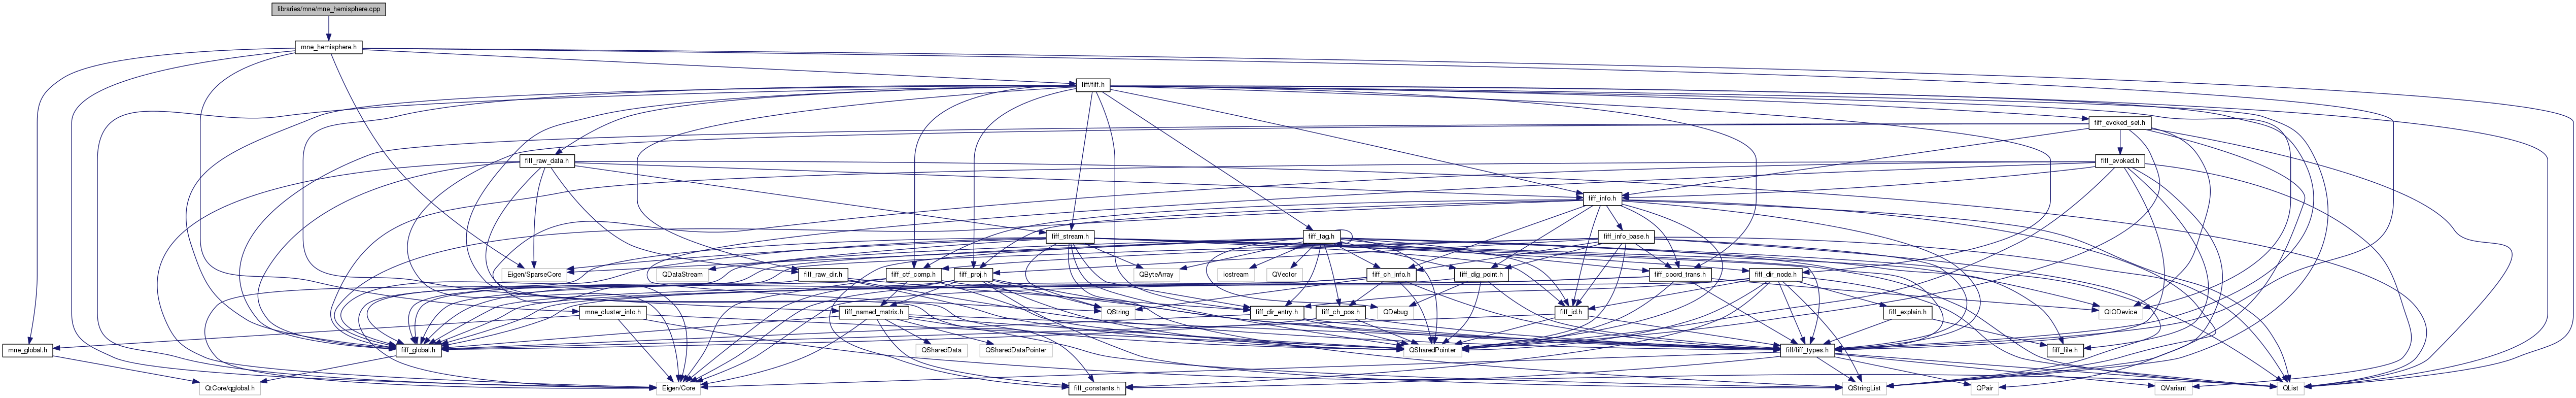 libraries/mne/mne_hemisphere.cpp
mne_hemisphere.h
fiff/fiff.h
fiff_evoked_set.h
fiff_raw_data.h
fiff_evoked.h
fiff_info.h
fiff_stream.h
fiff_tag.h
fiff_info_base.h
Eigen/SparseCore
QDataStream
fiff_raw_dir.h
fiff_ctf_comp.h
fiff_proj.h
QByteArray
iostream
QVector
fiff_ch_info.h
fiff_dig_point.h
fiff_coord_trans.h
fiff_dir_node.h
mne_cluster_info.h
fiff_named_matrix.h
QString
fiff_dir_entry.h
fiff_ch_pos.h
QDebug
fiff_id.h
fiff_explain.h
QIODevice
mne_global.h
fiff_global.h
QSharedData
QSharedDataPointer
QSharedPointer
fiff/fiff_types.h
fiff_file.h
QtCore/qglobal.h
Eigen/Core
fiff_constants.h
QStringList
QPair
QVariant
QList